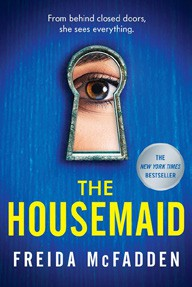 From behind closed doors,
she sees everything.
THE
NEW YORK TIMES
BESTSELLER
THE
HOUSEMAID
FREIDA McFADDEN